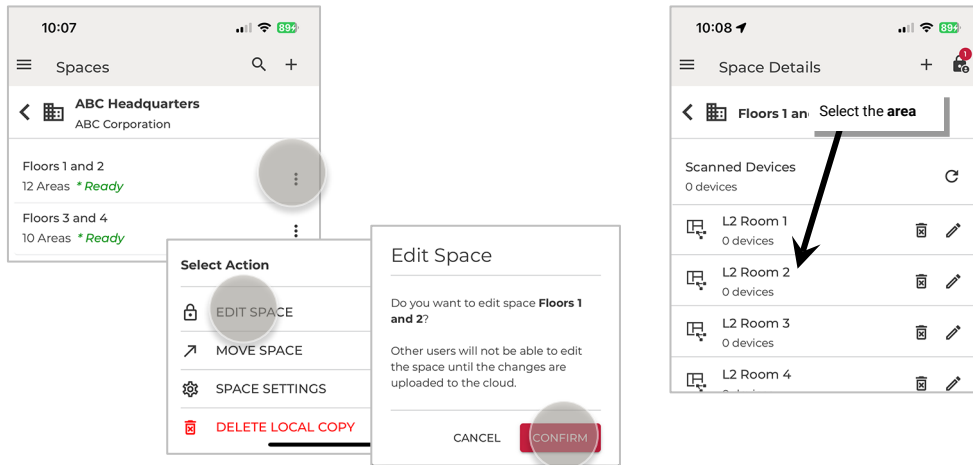 10:07
89
Spaces
ABC Headquarters
ABC Corporation
Floors 1 and 2
12 Areas * Ready
Floors 3 and 4
10 Areas * Ready
Select Action
EDIT SPACE
MOVE SPACE
SPACE SETTINGS
DELETE LOCAL COPY
Edit Space
Do you want to edit space Floors 1
and 2?
Other users will not be able to edit
the space until the changes are
uploaded to the cloud.
CANCEL
CONFIRM
10:08
89
1
Space Details
Floors 1 an
Select the area
Scanned Devices
0 devices
L2 Room 1
0 devices
L2 Room 2
0 devices
L2 Room 3
0 devices
L2 Room 4